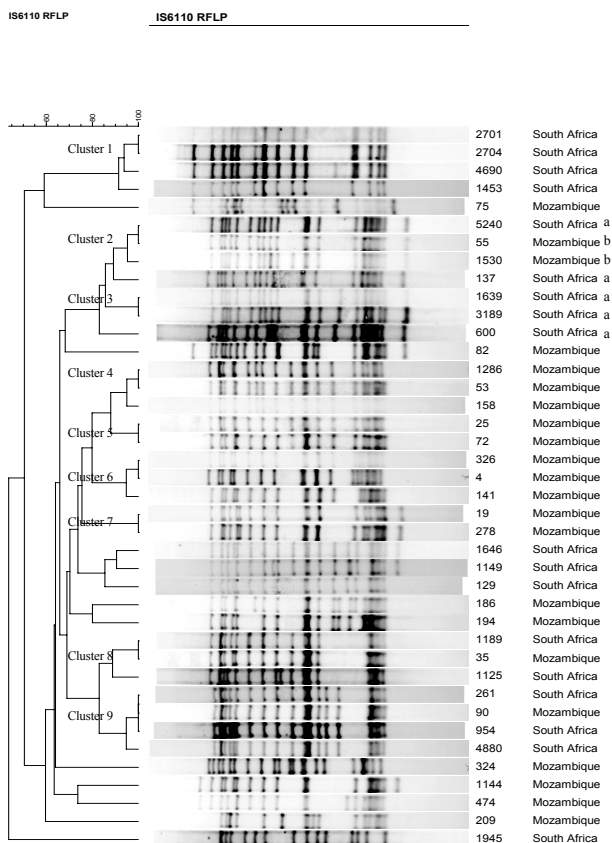 IS6110 RFLP IS6110 RFLP
60 80 100
2701 South Africa
Cluster 1 2704 South Africa
4690 South Africa
1453 South Africa
75 Mozambique
5240 South Africa a
Cluster 2 55 Mozambique b
1530 Mozambique b
137 South Africa a
Cluster 3 1639 South Africa a
3189 South Africa a
600 South Africa a
82 Mozambique
Cluster 4 1286 Mozambique
53 Mozambique
158 Mozambique
25 Mozambique
Cluster 5 72 Mozambique
326 Mozambique
Cluster 6 4 Mozambique
141 Mozambique
19 Mozambique
Cluster 7 278 Mozambique
1646 South Africa
1149 South Africa
129 South Africa
186 Mozambique
194 Mozambique
1189 South Africa
Cluster 8 35 Mozambique
1125 South Africa
261 South Africa
Cluster 9 90 Mozambique
954 South Africa
4880 South Africa
324 Mozambique
1144 Mozambique
474 Mozambique
209 Mozambique
1945 South Africa